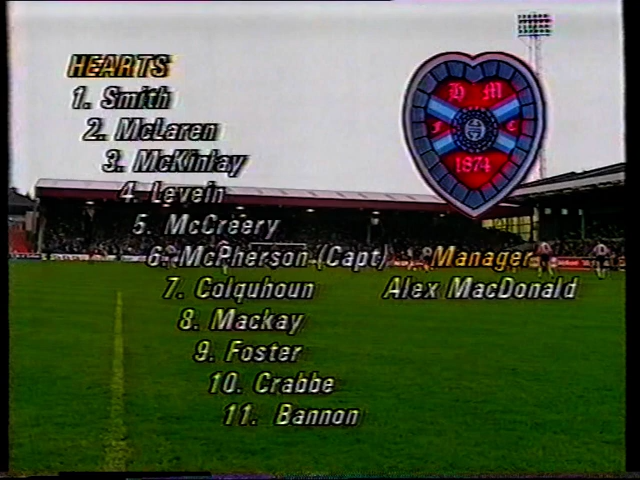 HEARTS
1. Smith
2. McLaren
3. McKinlay
4. Levein
5. McCreery
6. McPherson (Capt)
7. Colquhoun
8. Mackay
9. Foster
10. Crabbe
11. Bannon
H M
F C
1874
Manager
Alex MacDonald